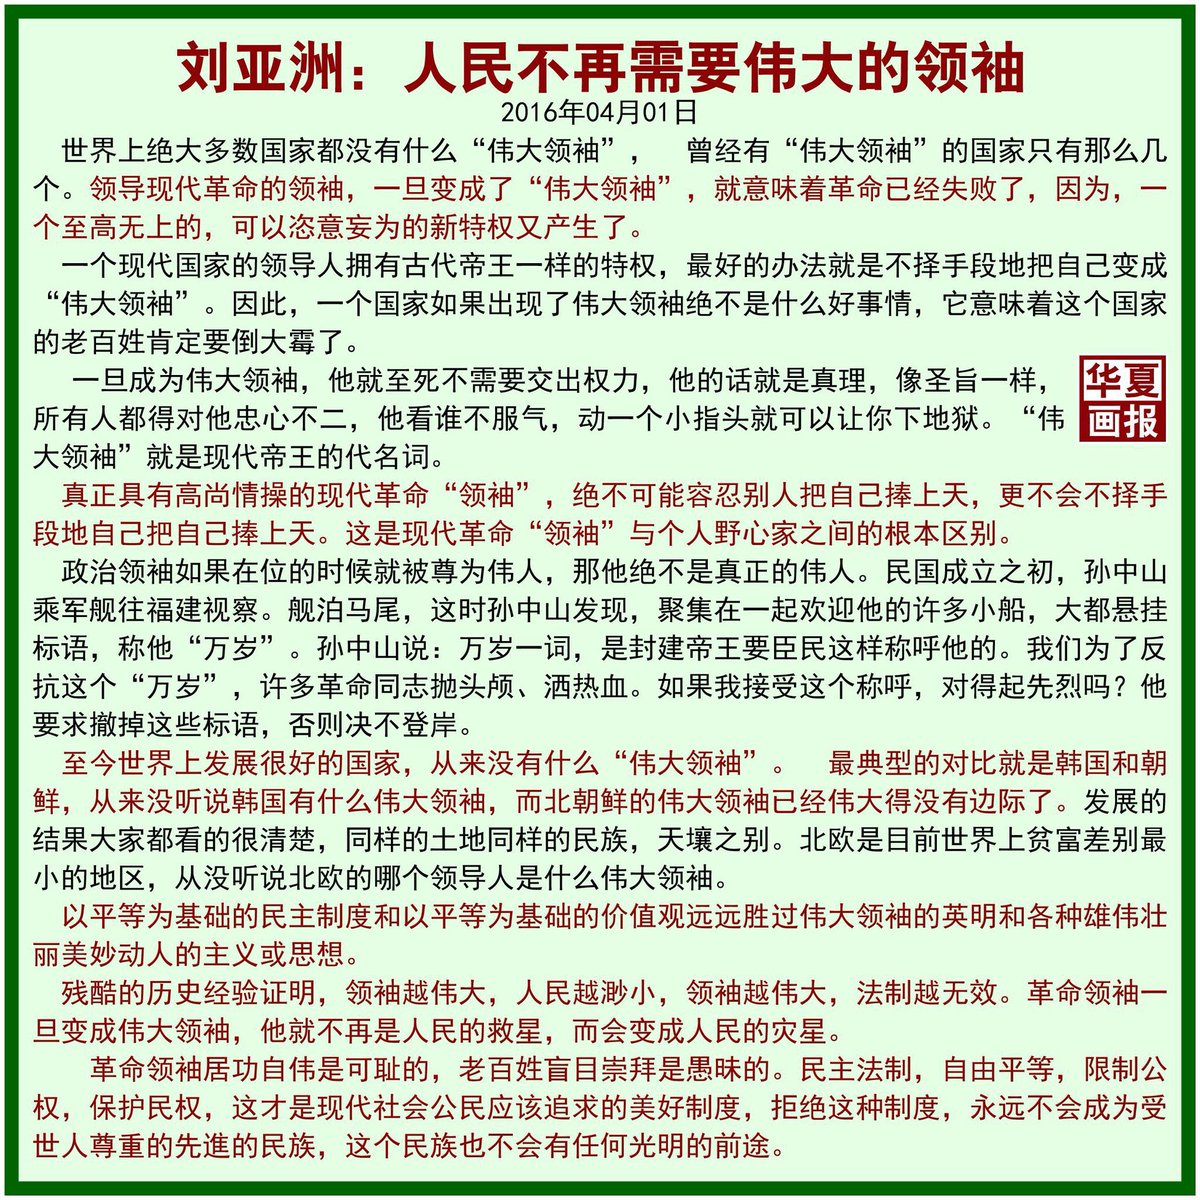 刘亚洲：人民不再需要伟大的领袖
2016年04月01日
世界上绝大多数国家都没有什么“伟大领袖”， 曾经有“伟大领袖”的国家只有那么几
个。领导现代革命的领袖，一旦变成了“伟大领袖”，就意味着革命已经失败了，因为，一
个至高无上的，可以恣意妄为的新特权又产生了。
一个现代国家的领导人拥有古代帝王一样的特权，最好的办法就是不择手段地把自己变成
“伟大领袖”。因此，一个国家如果出现了伟大领袖绝不是什么好事情，它意味着这个国家
的老百姓肯定要倒大霉了。
一旦成为伟大领袖，他就至死不需要交出权力，他的话就是真理，像圣旨一样，
所有人都得对他忠心不二，他看谁不服气，动一个小指头就可以让你下地狱。“伟
大领袖”就是现代帝王的代名词。
华夏
画报
真正具有高尚情操的现代革命“领袖”，绝不可能容忍别人把自己捧上天，更不会不择手
段地自己把自己捧上天。这是现代革命“领袖”与个人野心家之间的根本区别。
政治领袖如果在位的时候就被尊为伟人，那他绝不是真正的伟人。民国成立之初，孙中山
乘军舰往福建视察。舰泊马尾，这时孙中山发现，聚集在一起欢迎他的许多小船，大都悬挂
标语，称他“万岁”。孙中山说：万岁一词，是封建帝王要臣民这样称呼他的。我们为了反
抗这个“万岁”，许多革命同志抛头颅、洒热血。如果我接受这个称呼，对得起先烈吗？他
要求撤掉这些标语，否则决不登岸。
至今世界上发展很好的国家，从来没有什么“伟大领袖”。 最典型的对比就是韩国和朝
鲜，从来没听说韩国有什么伟大领袖，而北朝鲜的伟大领袖已经伟大得没有边际了。发展的
结果大家都看的很清楚，同样的土地同样的民族，天壤之别。北欧是目前世界上贫富差别最
小的地区，从没听说北欧的哪个领导人是什么伟大领袖。
以平等为基础的民主制度和以平等为基础的价值观远远胜过伟大领袖的英明和各种雄伟壮
丽美妙动人的主义或思想。
残酷的历史经验证明，领袖越伟大，人民越渺小，领袖越伟大，法制越无效。革命领袖一
旦变成伟大领袖，他就不再是人民的救星，而会变成人民的灾星。
革命领袖居功自伟是可耻的，老百姓盲目崇拜是愚昧的。民主法制，自由平等，限制公
权，保护民权，这才是现代社会公民应该追求的美好制度，拒绝这种制度，永远不会成为受
世人尊重的先進的民族，这个民族也不会有任何光明的前途。